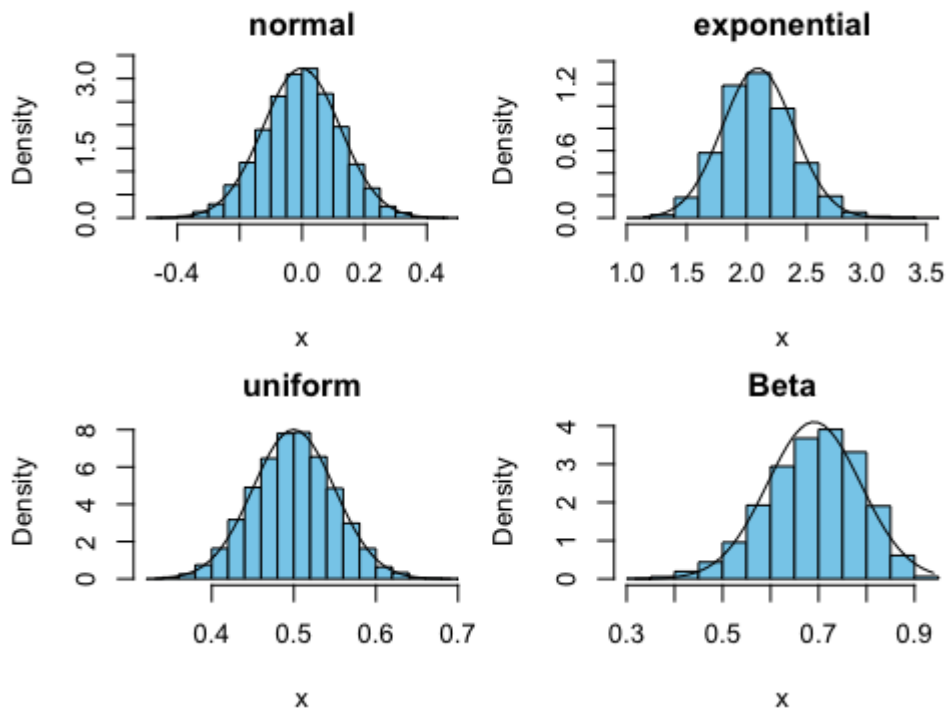 normal
Density
0.0 1.5 3.0
-0.4 0.0 0.2 0.4
x
exponential
Density
0.0 0.6 1.2
1.0 1.5 2.0 2.5 3.0 3.5
x
uniform
Density
0 2 4 6 8
0.4 0.5 0.6 0.7
x
Beta
Density
0 1 2 3 4
0.3 0.5 0.7 0.9
x